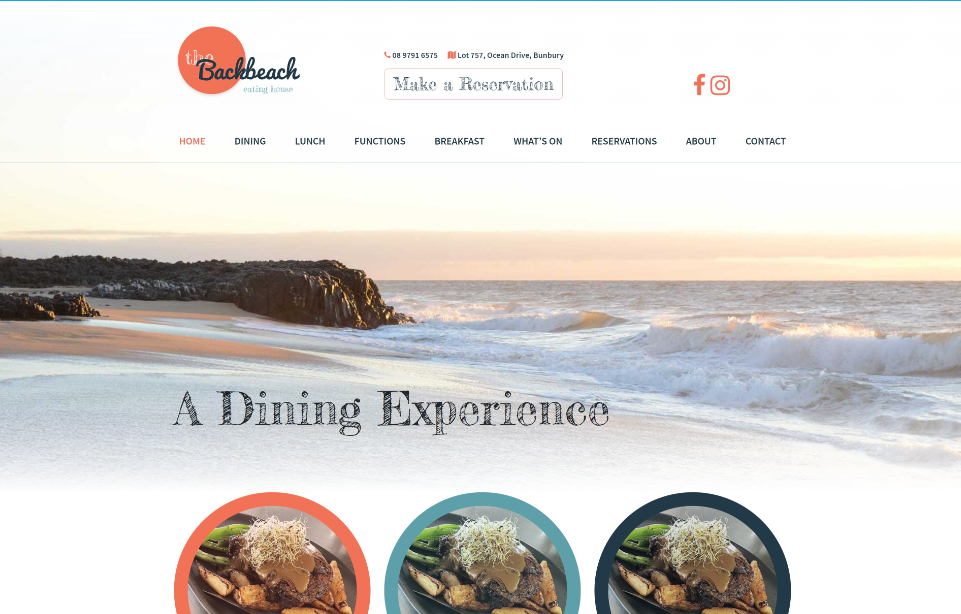 the
Backbeach
eating house
08 9791 6575 Lot 757, Ocean Drive, Bunbury
Make a Reservation
HOME DINING LUNCH FUNCTIONS BREAKFAST WHAT'S ON RESERVATIONS ABOUT CONTACT
A Dining Experience